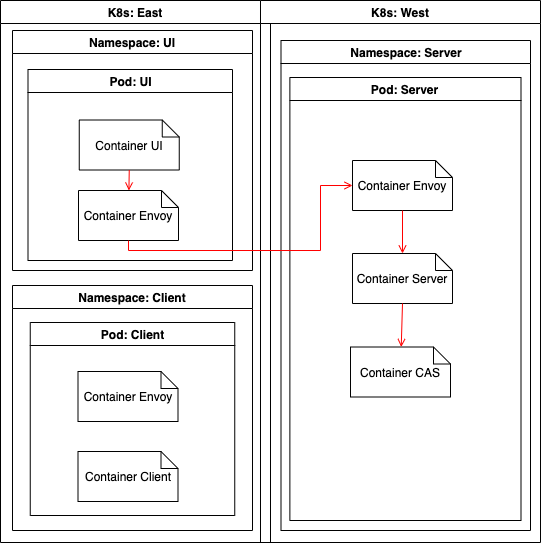 K8s: East
K8s: West
Namespace: UI
Pod: UI
Container UI
Container Envoy
Namespace: Client
Pod: Client
Container Envoy
Container Client
Namespace: Server
Pod: Server
Container Envoy
Container Server
Container CAS